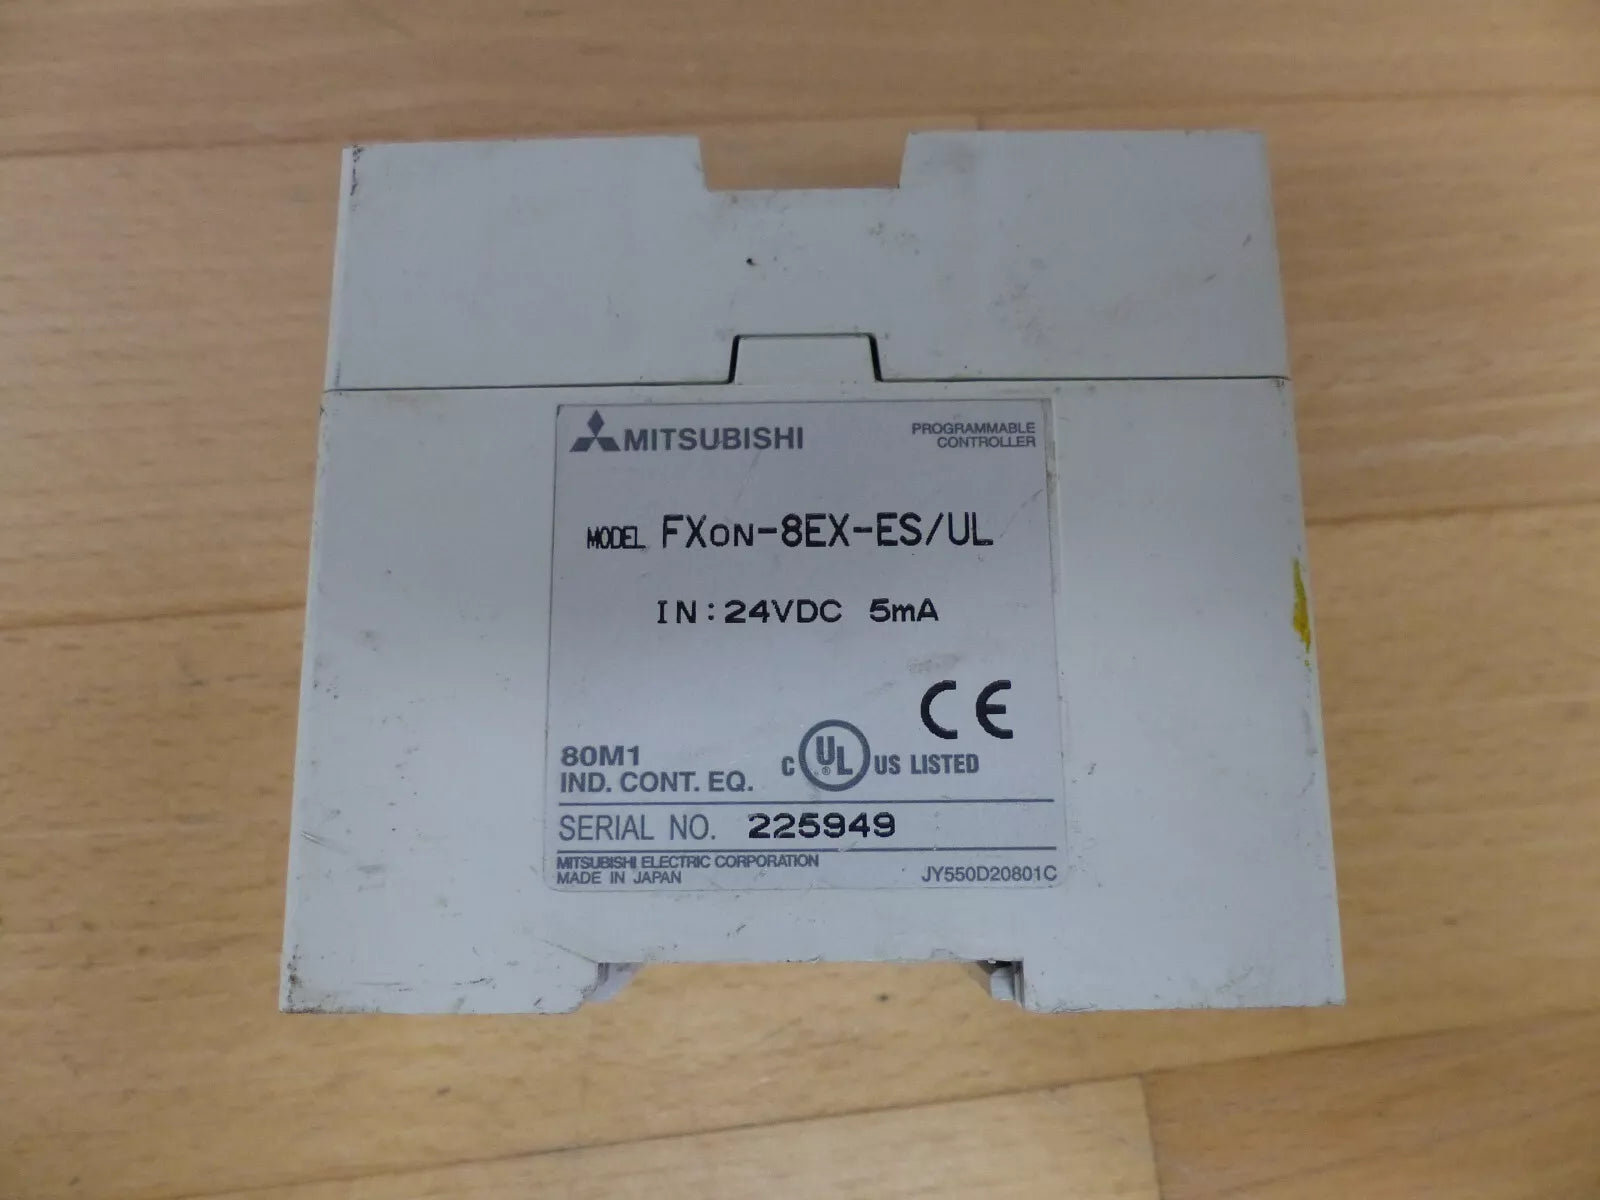 MITSUBISHI
PROGRAMMABLE
CONTROLLER
MODEL FXON-8EX-ES/UL
IN:24VDC 5mA
CE
80M1
IND. CONT. EQ.
C UL ® US LISTED
SERIAL NO. 225949
MITSUBISHI ELECTRIC CORPORATION
MADE IN JAPAN
JY550D20801C